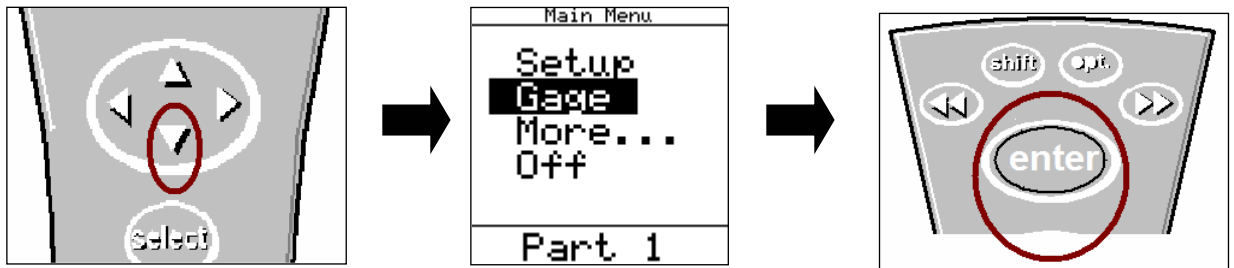 select
Main Menu
Setup
Gage
More...
Off
Part 1
shift opt.
enter